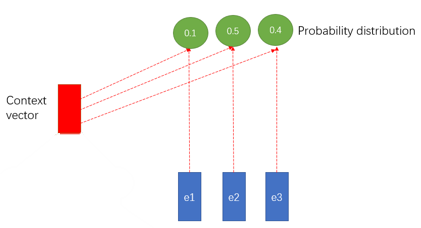 0.1 0.5 0.4 Probability distribution
Context
vector
e1 e2 e3